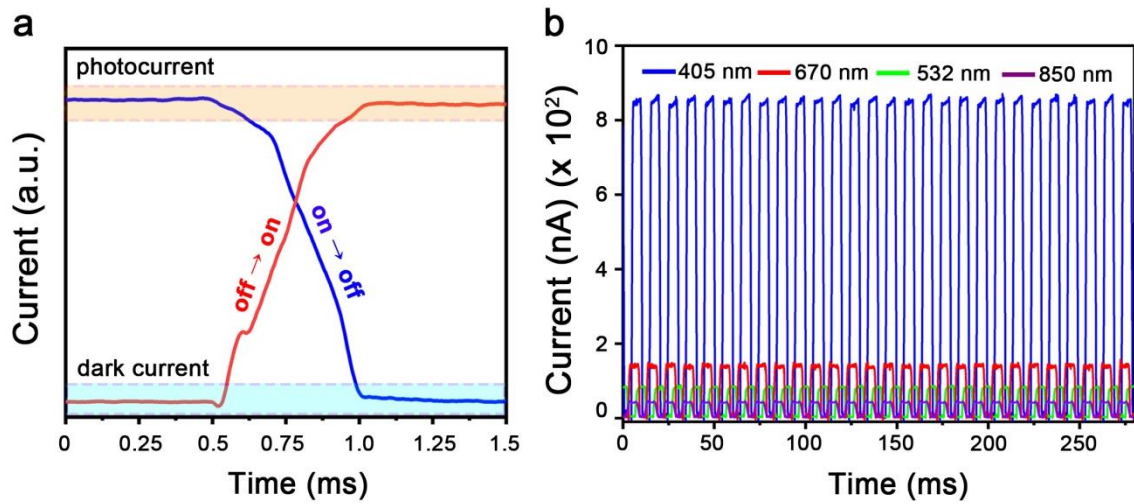 a
photocurrent
off → on
on → off
dark current
Current (a.u.)
0 0.25 0.5 0.75 1.0 1.25 1.5
Time (ms)
b
10
8
6
4
2
0
405 nm 670 nm 532 nm 850 nm
Current (nA) (x 10²)
0 50 100 150 200 250
Time (ms)